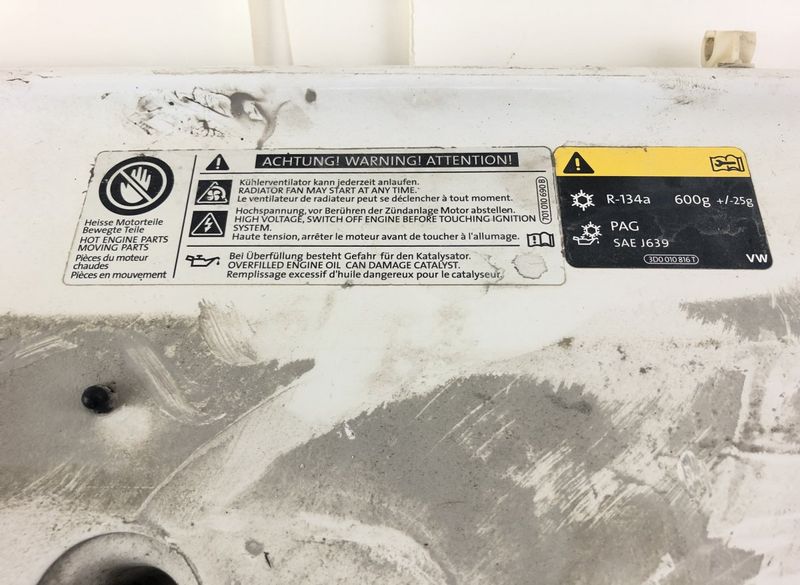 ACHTUNG! WARNING! ATTENTION!
Kühlerventilator kann jederzeit anlaufen.
RADIATOR FAN MAY START AT ANY TIME.
Le ventilateur de radiateur peut se déclencher à tout moment.
Hochspannung, vor Berühren der Zündanlage Motor abstellen.
HIGH VOLTAGE, SWITCH OFF ENGINE BEFORE TOUCHING IGNITION
SYSTEM.
Haute tension, arrêter le moteur avant de toucher à l'allumage.
Bei Überfüllung besteht Gefahr für den Katalysator.
OVERFILLED ENGINE OIL CAN DAMAGE CATALYST.
Remplissage excessif d'huile dangereux pour le catalyseur
Heisse Motorteile
Bewegte Teile
HOT ENGINE PARTS
MOVING PARTS
Pièces du moteur
chaudes
Pièces en mouvement
701 010 690 B
R-134a 600g +/-25g
PAG
SAE J639
3D0 010 816 T
VW